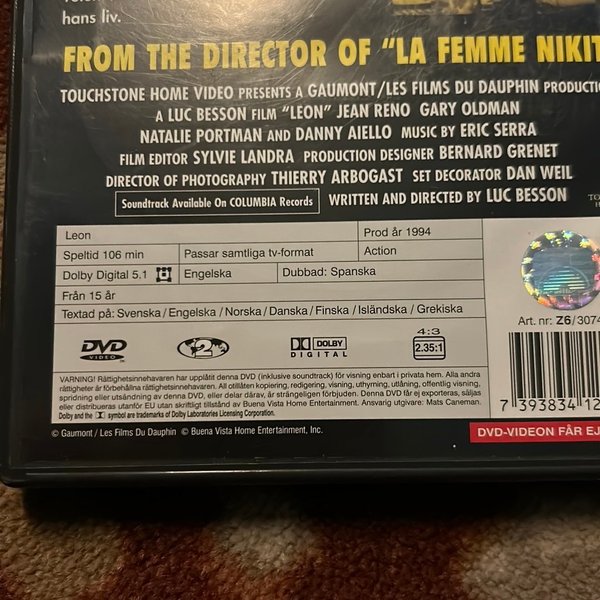 hans liv.
FROM THE DIRECTOR OF "LA FEMME NIKIT
TOUCHSTONE HOME VIDEO PRESENTS A GAUMONT/LES FILMS DU DAUPHIN PRODUCTIO
A LUC BESSON FILM "LEON" JEAN RENO GARY OLDMAN
NATALIE PORTMAN AND DANNY AIELLO MUSIC BY ERIC SERRA
FILM EDITOR SYLVIE LANDRA PRODUCTION DESIGNER BERNARD GRENET
DIRECTOR OF PHOTOGRAPHY THIERRY ARBOGAST SET DECORATOR DAN WEIL
Soundtrack Available On COLUMBIA Records WRITTEN AND DIRECTED BY LUC BESSON
Leon Prod år 1994
Speltid 106 min Passar samtliga tv-format Action
Dolby Digital 5.1 Engelska Dubbad: Spanska
Från 15 år
Textad på: Svenska/Engelska/Norska/Danska/Finska/Isländska/Grekiska
Art. nr: Z6/3074
DVD VIDEO 2 DOLBY DIGITAL 4:3 2.35:1
VARNING! Rättighetsinnehavaren har upplåtit denna DVD (inklusive soundtrack) för visning enbart i privata hem. Alla andra
rättigheter är förbehållna rättighetsinnehavaren. All otillåten kopiering, redigering, visning, uthyrning, utlåning, offentlig visning,
spridning eller utsändning av denna DVD, eller delar därav, är strängeligen förbjuden. Denna DVD får ej exporteras, säljas
eller distribueras utanför EU utan skriftligt tillstånd av Buena Vista Home Entertainment. Ansvarig utgivare: Mats Caneman.
Dolby and the symbol are trademarks of Dolby Laboratories Licensing Corporation.
7 393834 12
© Gaumont / Les Films Du Dauphin © Buena Vista Home Entertainment, Inc.
DVD-VIDEON FÅR EJ